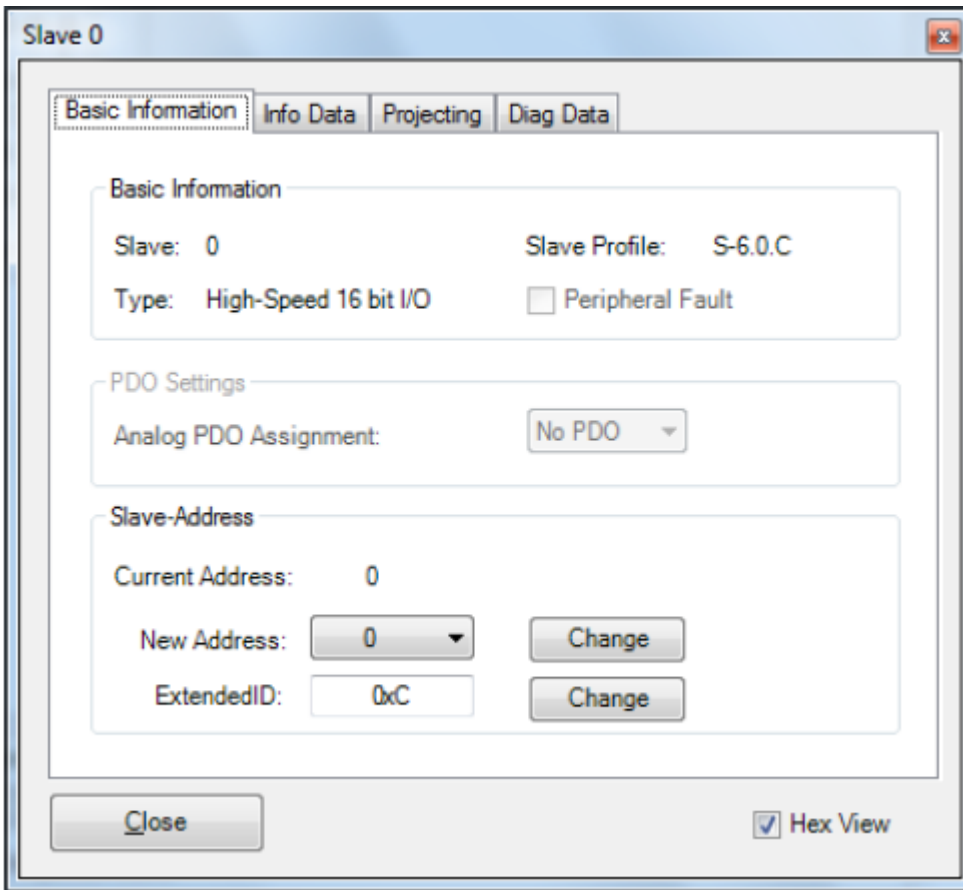 Slave 0
Basic Information Info Data Projecting Diag Data
Basic Information
Slave: 0 Slave Profile: S-6.0.C
Type: High-Speed 16 bit I/O Peripheral Fault
PDO Settings
Analog PDO Assignment: No PDO
Slave-Address
Current Address: 0
New Address: 0 Change
ExtendedID: 0xC Change
Close Hex View